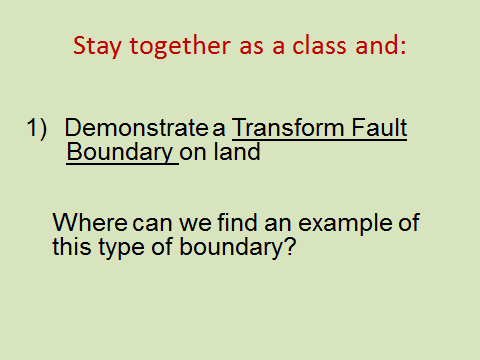 Stay together as a class and:
1) Demonstrate a Transform Fault
Boundary on land
Where can we find an example of
this type of boundary?